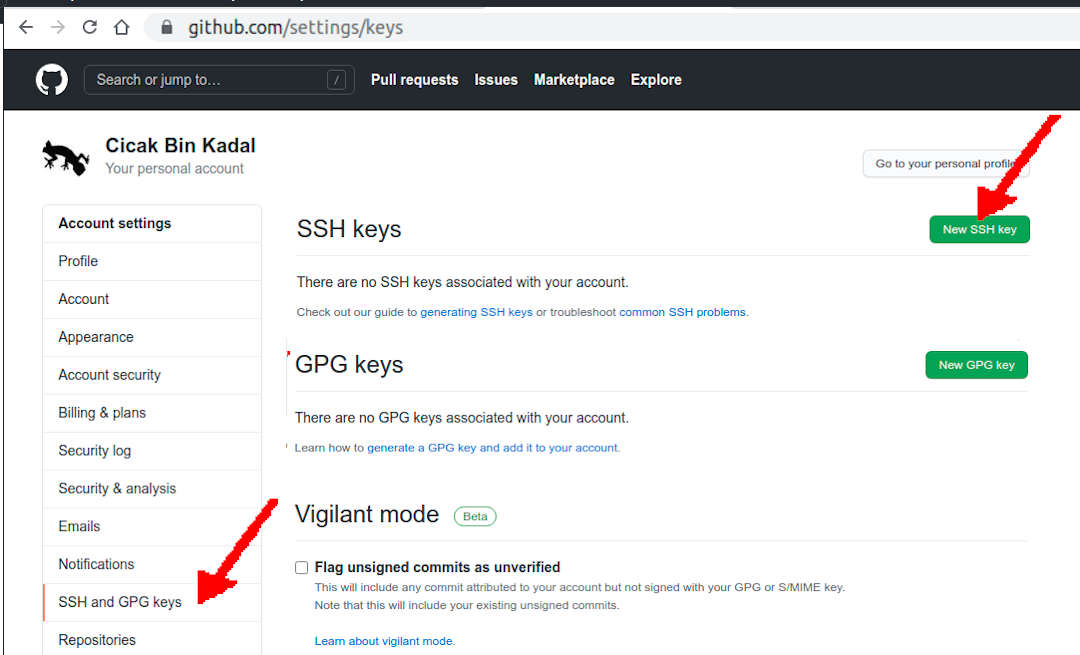 github.com/settings/keys
Search or jump to… /
Pull requests Issues Marketplace Explore
Cicak Bin Kadal
Your personal account
Go to your personal profile
Account settings
Profile
Account
Appearance
Account security
Billing & plans
Security log
Security & analysis
Emails
Notifications
SSH and GPG keys
Repositories
SSH keys
New SSH key
There are no SSH keys associated with your account.
Check out our guide to generating SSH keys or troubleshoot common SSH problems.
GPG keys
New GPG key
There are no GPG keys associated with your account.
Learn how to generate a GPG key and add it to your account.
Vigilant mode Beta
Flag unsigned commits as unverified
This will include any commit attributed to your account but not signed with your GPG or S/MIME key.
Note that this will include your existing unsigned commits.
Learn about vigilant mode.